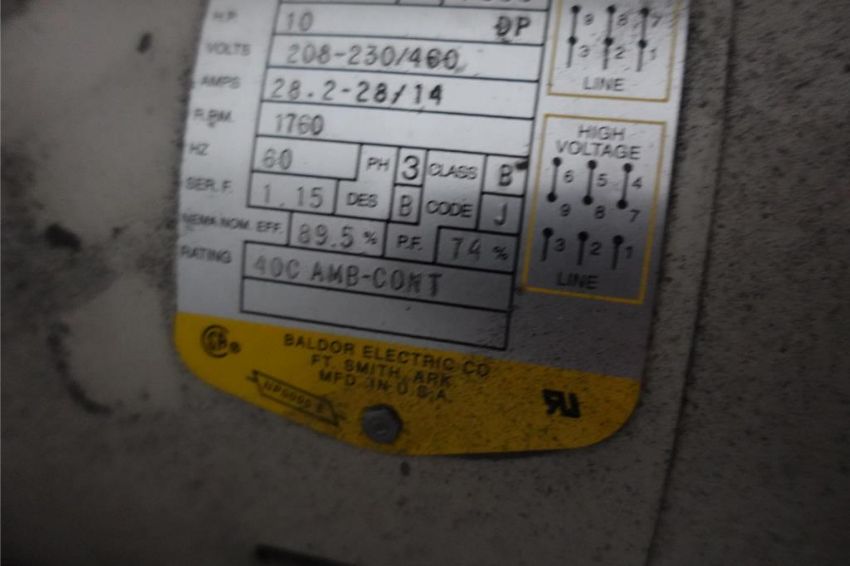 H.P. 10 DP
VOLTS 208-230/460
AMPS 28.2-28/14
R.P.M. 1760
HZ 60 PH 3 CLASS B
SER. F. 1.15 DES B CODE J
NEMA NOM. EFF. 89.5 % P.F. 74 %
RATING 40C AMB-CONT
9 8 7
3 2 1
LINE
HIGH
VOLTAGE
6 5 4
9 8 7
3 2 1
LINE
BALDOR ELECTRIC CO
FT. SMITH, ARK
MFD. IN U.S.A.